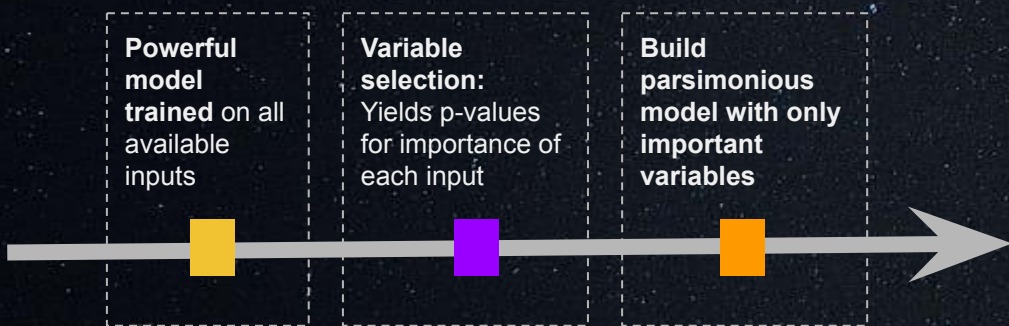 Powerful
model
trained on all
available
inputs
Variable
selection:
Yields p-values
for importance of
each input
Build
parsimonious
model with only
important
variables